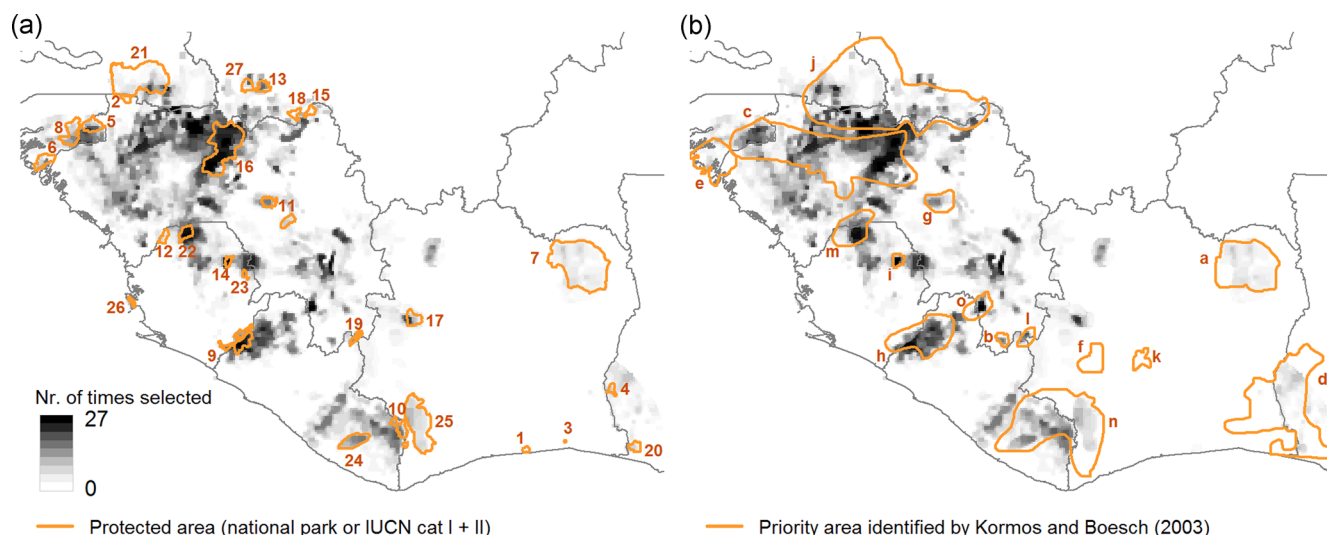 (a)
21
27
13
2
18
15
8
5
6
16
11
12
22
7
14
23
26
17
19
9
Nr. of times selected
27
0
4
10
25
24
1
3
20
Protected area (national park or IUCN cat I + II)
(b)
j
c
e
g
m
a
i
o
b
l
h
f
k
d
n
Priority area identified by Kormos and Boesch (2003)